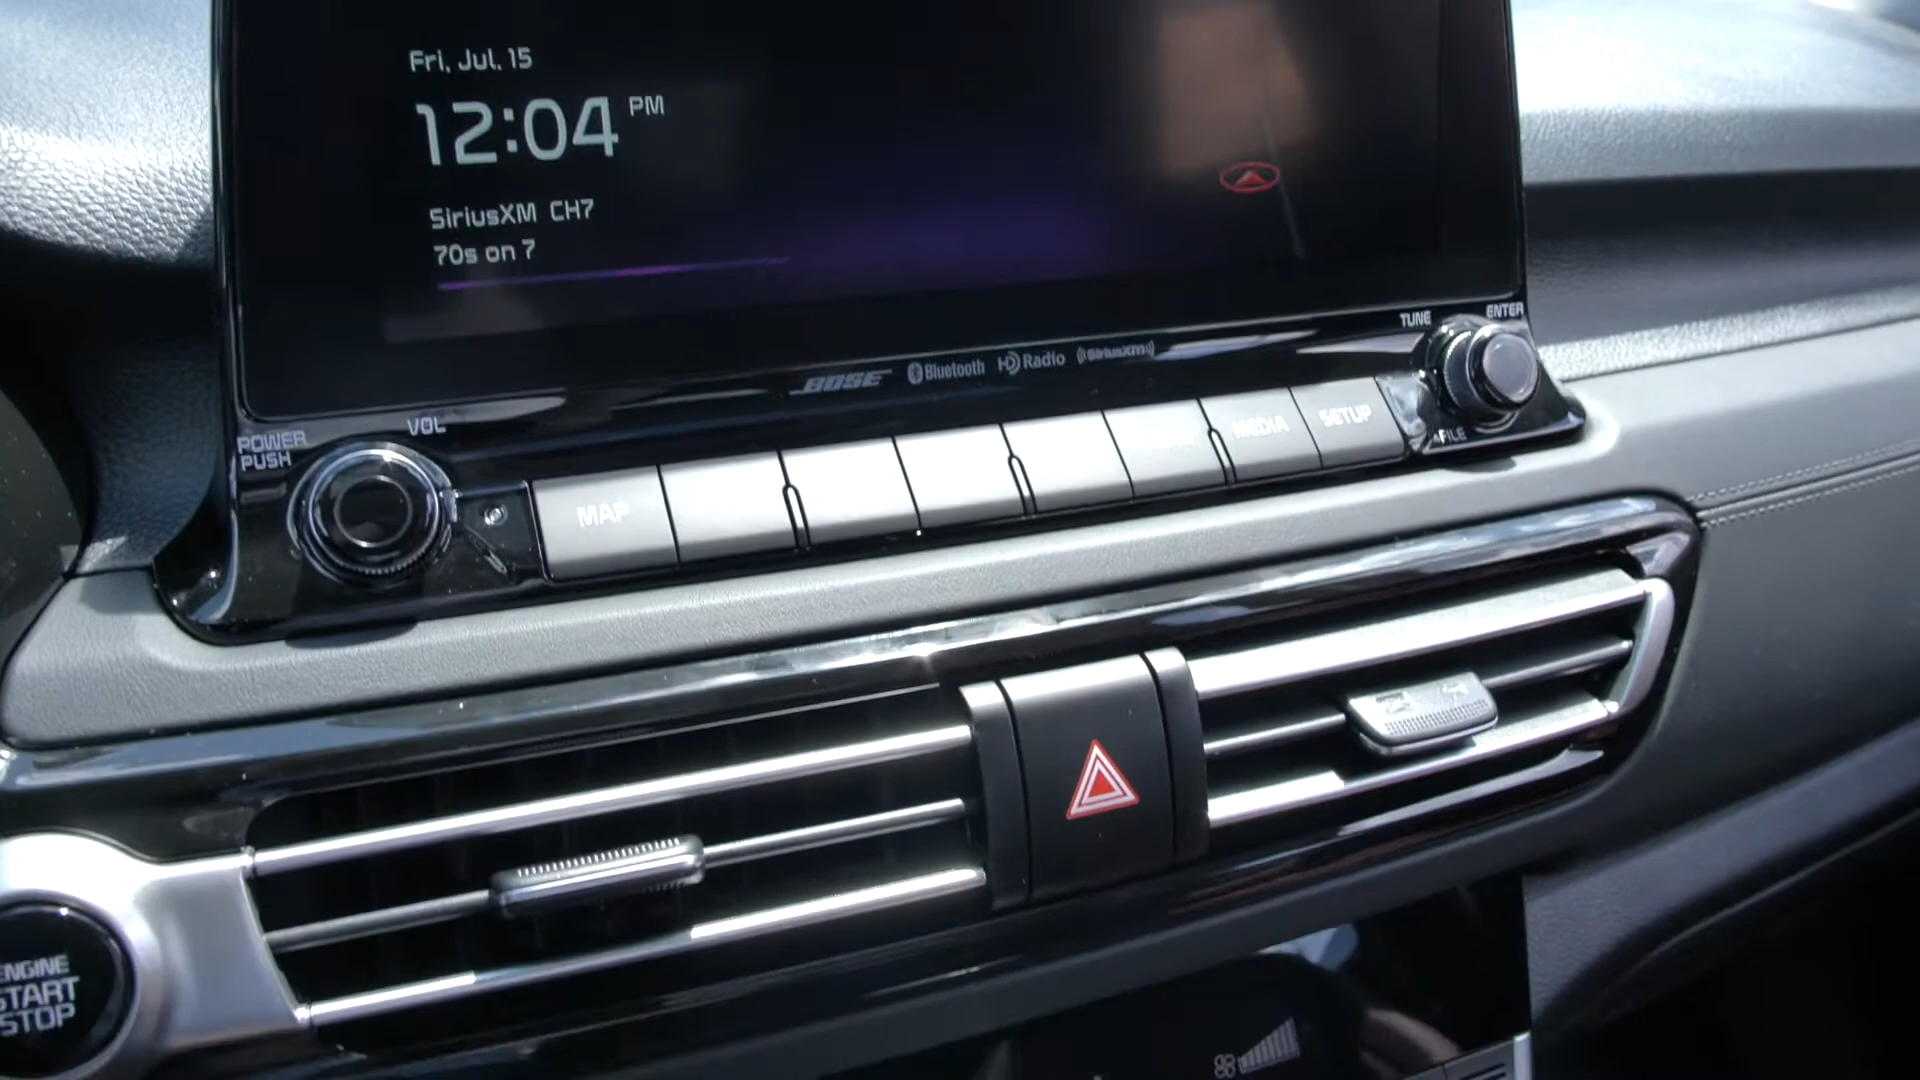 Fri, Jul. 15
12:04 PM
SiriusXM CH7
70s on 7
TUNE
ENTER
BOSE
Bluetooth
HD Radio
((SiriusXM))
POWER
PUSH
VOL
MAP
MEDIA
SETUP
FILE
ENGINE
START
STOP